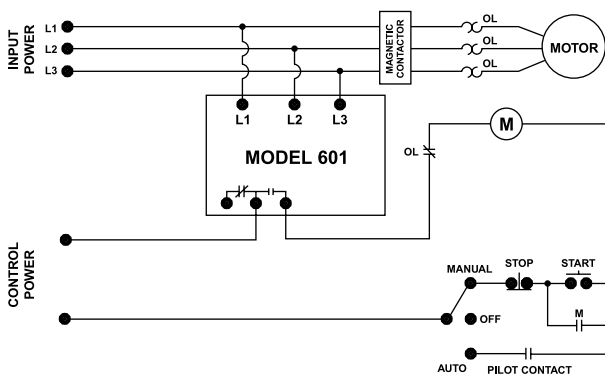 INPUT
POWER
L1
L2
L3
MAGNETIC
CONTACTOR
OL
OL
OL
MOTOR
L1 L2 L3
MODEL 601
OL
M
CONTROL
POWER
MANUAL
STOP
START
OFF
M
AUTO
PILOT CONTACT